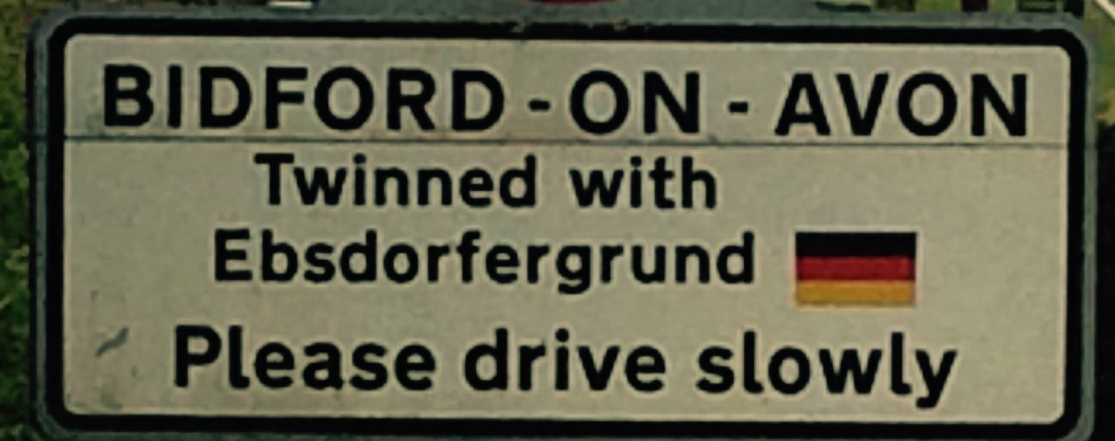 BIDFORD-ON-AVON
Twinned with
Ebsdorfergrund
Please drive slowly